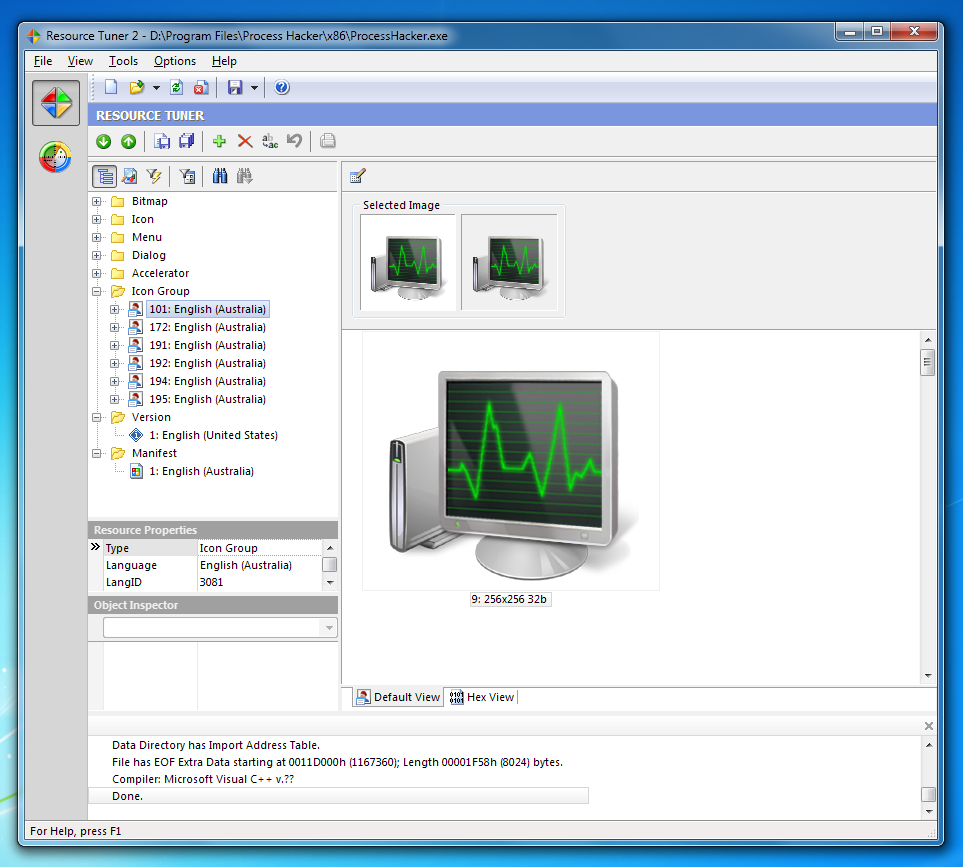 Resource Tuner 2 - D:\Program Files\Process Hacker\x86\ProcessHacker.exe
File View Tools Options Help
RESOURCE TUNER
ab
ac
Selected Image
Bitmap
Icon
Menu
Dialog
Accelerator
Icon Group
101: English (Australia)
172: English (Australia)
191: English (Australia)
192: English (Australia)
194: English (Australia)
195: English (Australia)
Version
1: English (United States)
Manifest
1: English (Australia)
Resource Properties
Type Icon Group
Language English (Australia)
LangID 3081
Object Inspector
9: 256x256 32b
Default View Hex View
Data Directory has Import Address Table.
File has EOF Extra Data starting at 0011D000h (1167360); Length 00001F58h (8024) bytes.
Compiler: Microsoft Visual C++ v.??
Done.
For Help, press F1